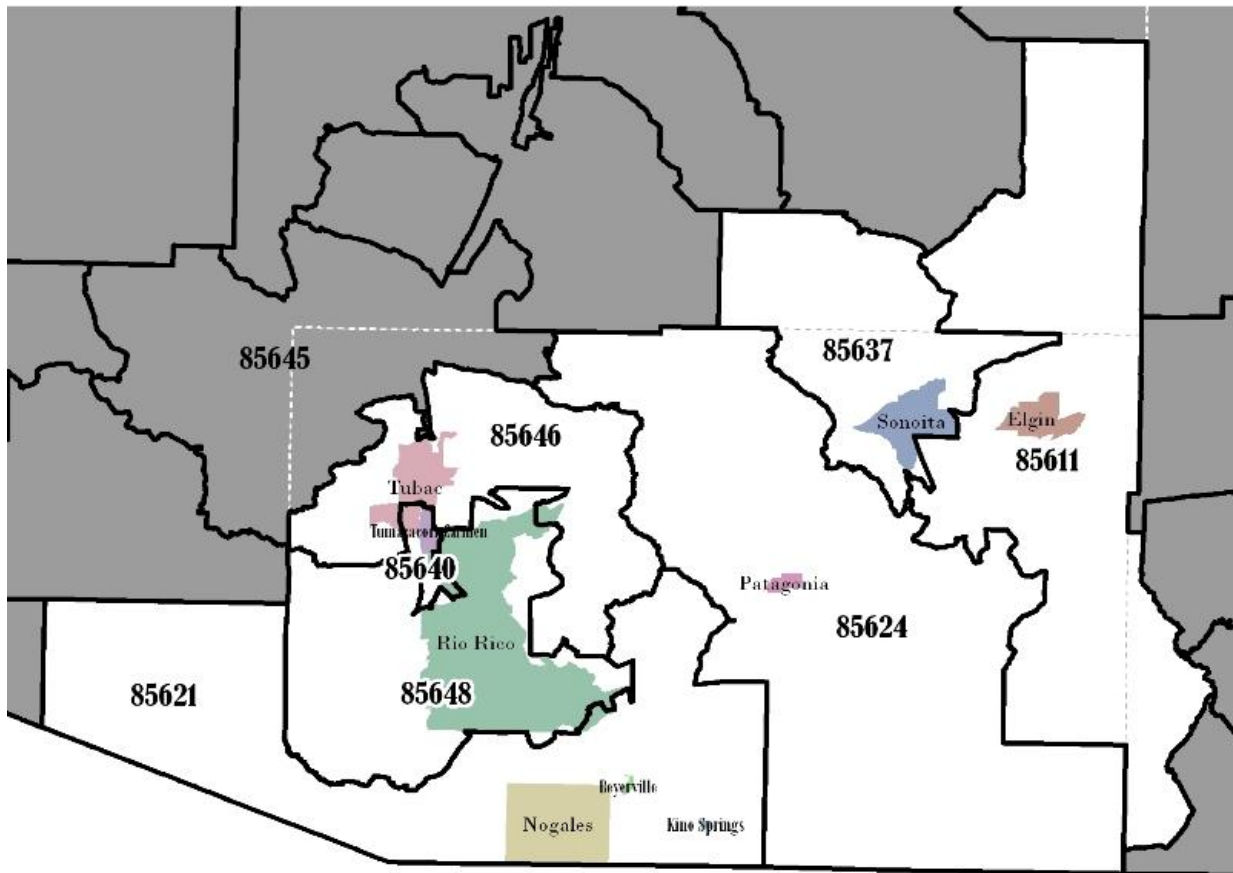 85645
85637
85646
Sonoita
Elgin
85611
Tubac
85640
Patagonia
85624
Rio Rico
85621
85648
Beyerville
Nogales
Kino Springs